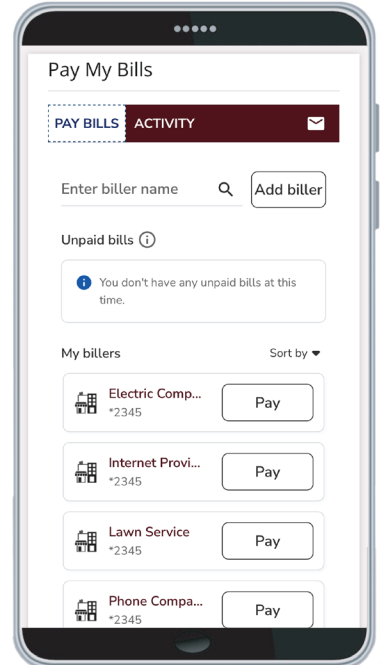 Pay My Bills
PAY BILLS ACTIVITY
Enter biller name Add biller
Unpaid bills
You don't have any unpaid bills at this
time.
My billers Sort by
Electric Comp... Pay
*2345
Internet Provi... Pay
*2345
Lawn Service Pay
*2345
Phone Compa... Pay
*2345